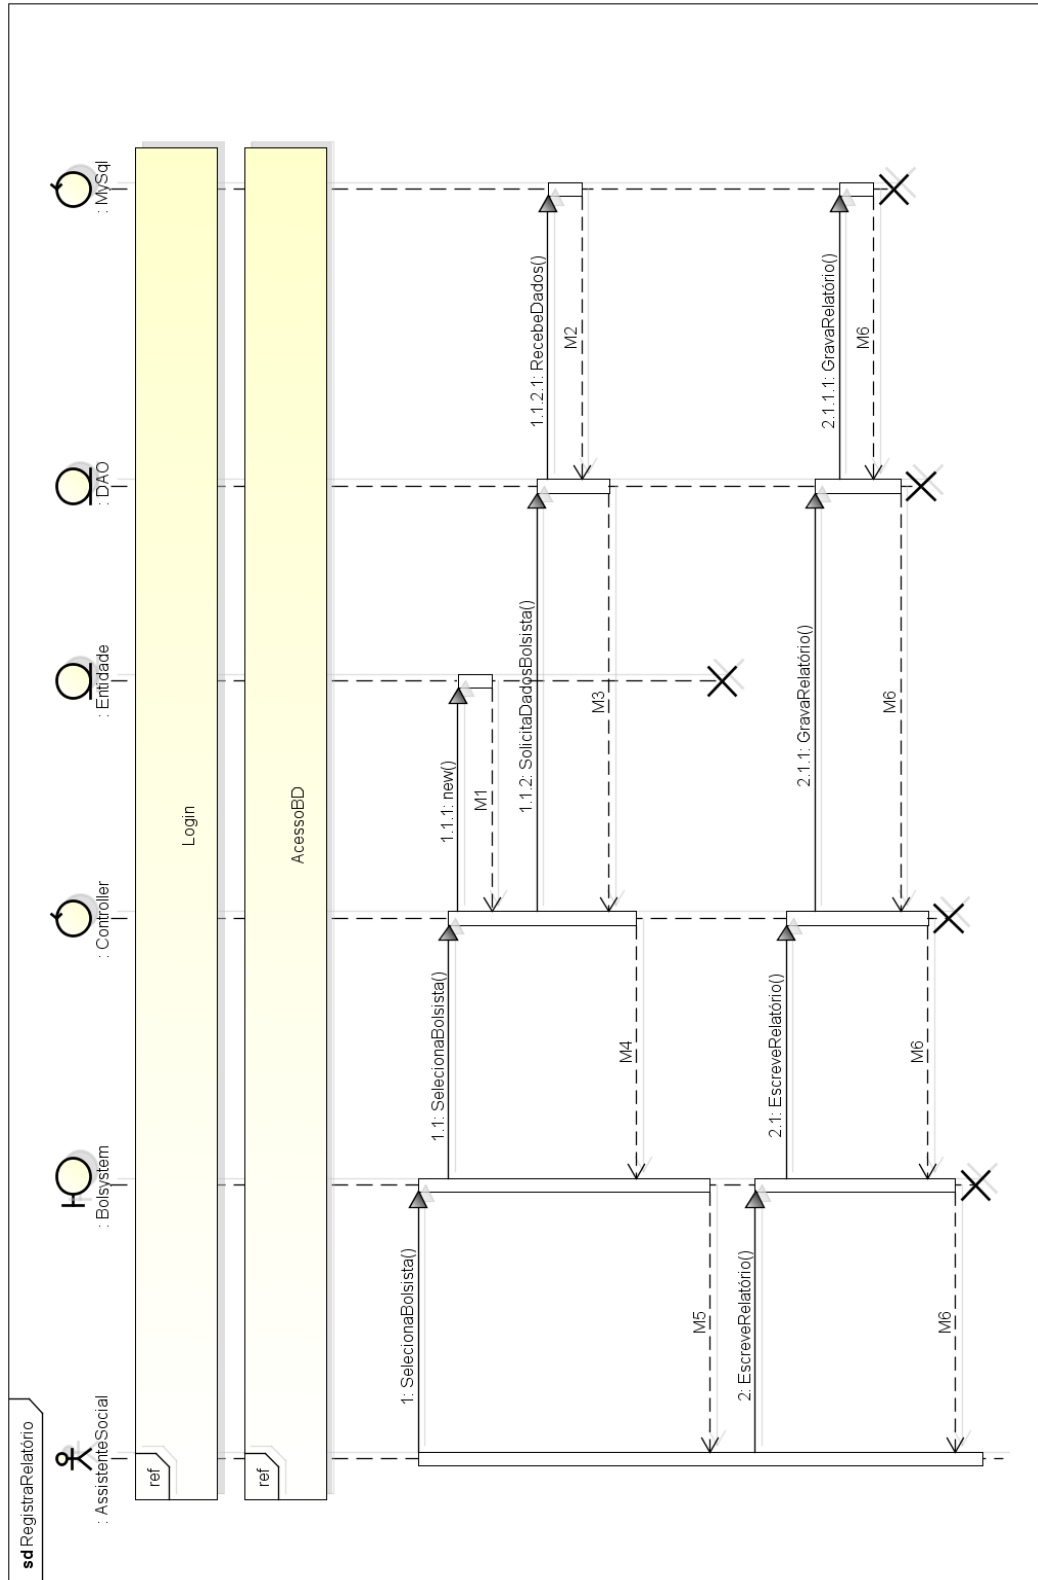 sd RegistraRelatório
: AssistenteSocial
: Bolsystem
: Controller
: Entidade
: DAO
: MySql
ref
Login
ref
AcessoBD
1: SelecionaBolsista()
1.1: SelecionaBolsista()
1.1.1: new()
M1
1.1.2: SolicitaDadosBolsista()
1.1.2.1: RecebeDados()
M2
M3
M4
M5
2: EscreveRelatório()
2.1: EscreveRelatório()
2.1.1: GravaRelatório()
2.1.1.1: GravaRelatório()
M6
M6
M6
M6